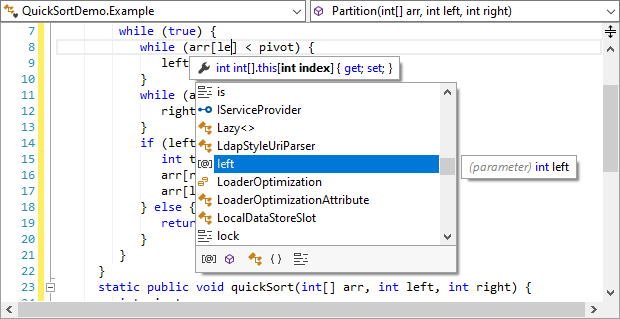 QuickSortDemo.Example
Partition(int[] arr, int left, int right)
7 while (true) {
8 while (arr[le] < pivot) {
9 left
int int[].this[int index] { get; set; }
10 }
is
11 while (a
IServiceProvider
12 righ
Lazy<>
13 }
LdapStyleUriParser
14 if (left
left
(parameter) int left
15 int t
LoaderOptimization
16 arr[r
LoaderOptimizationAttribute
17 arr[l
LocalDataStoreSlot
18 } else {
lock
19 retu
20 }
21 }
22 }
23 static public void quickSort(int[] arr, int left, int right) {